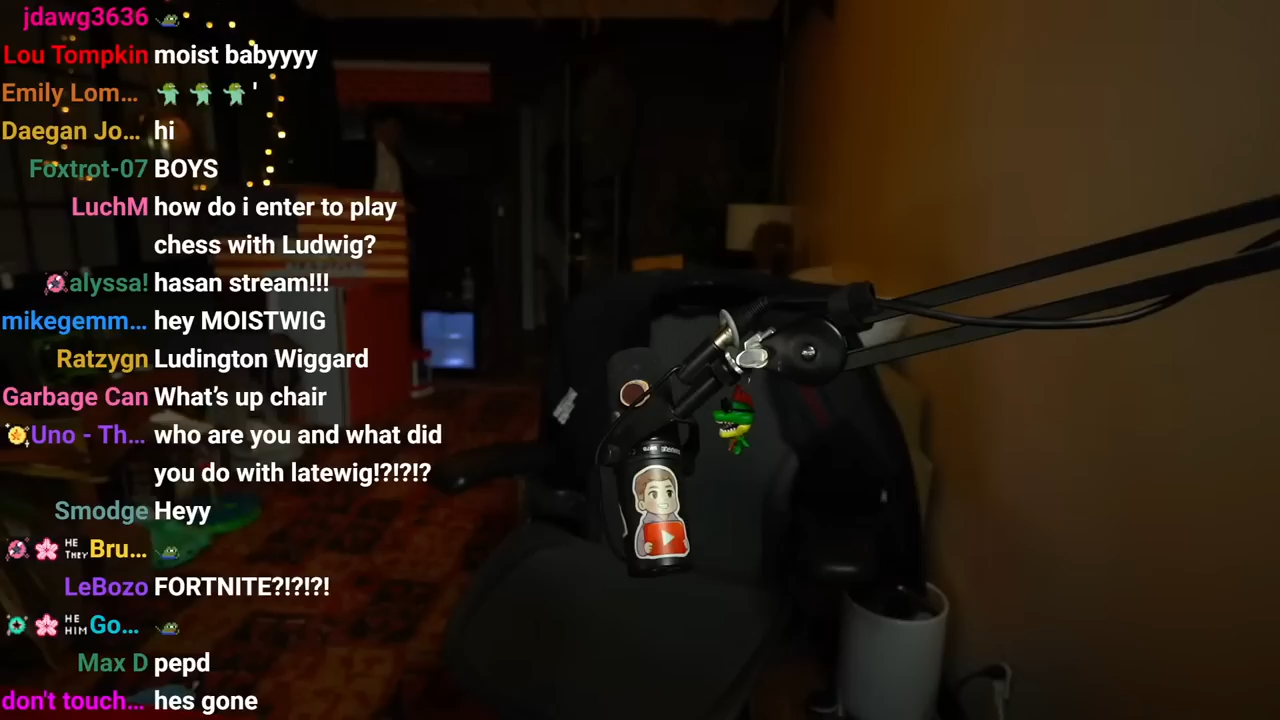 jdawg3636
Lou Tompkin moist babyyyy
Emily Lom... '
Daegan Jo... hi
Foxtrot-07 BOYS
LuchM how do i enter to play
chess with Ludwig?
alyssa! hasan stream!!!
mikegemm... hey MOISTWIG
Ratzygn Ludington Wiggard
Garbage Can What's up chair
Uno - Th... who are you and what did
you do with latewig!?!?!?
Smodge Heyy
HE THEY Bru...
LeBozo FORTNITE?!?!?!
HE HIM Go...
Max D pepd
don't touch... hes gone